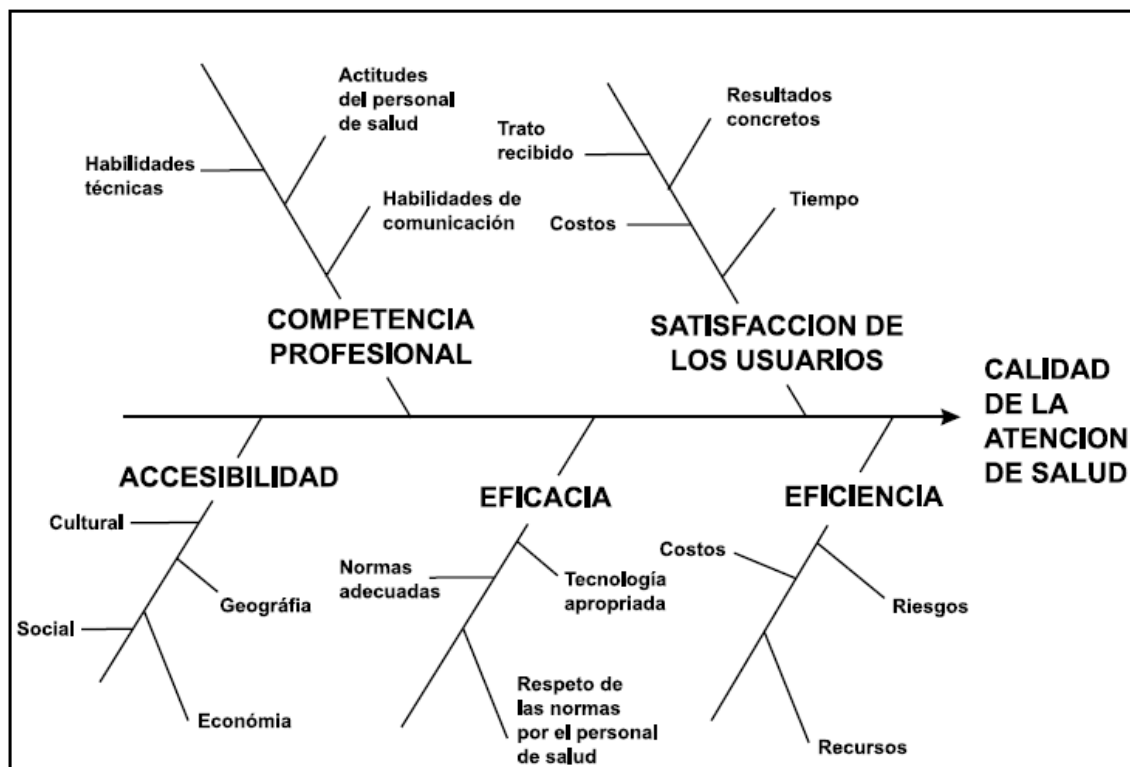 Actitudes
del personal
de salud
Habilidades
técnicas
Habilidades de
comunicación
COMPETENCIA
PROFESIONAL
Resultados
concretos
Trato
recibido
Tiempo
Costos
SATISFACCION DE
LOS USUARIOS
CALIDAD
DE LA
ATENCION
DE SALUD
ACCESIBILIDAD
Cultural
Geográfia
Social
Económia
EFICACIA
Normas
adecuadas
Tecnología
apropriada
Respeto de
las normas
por el personal
de salud
EFICIENCIA
Costos
Riesgos
Recursos